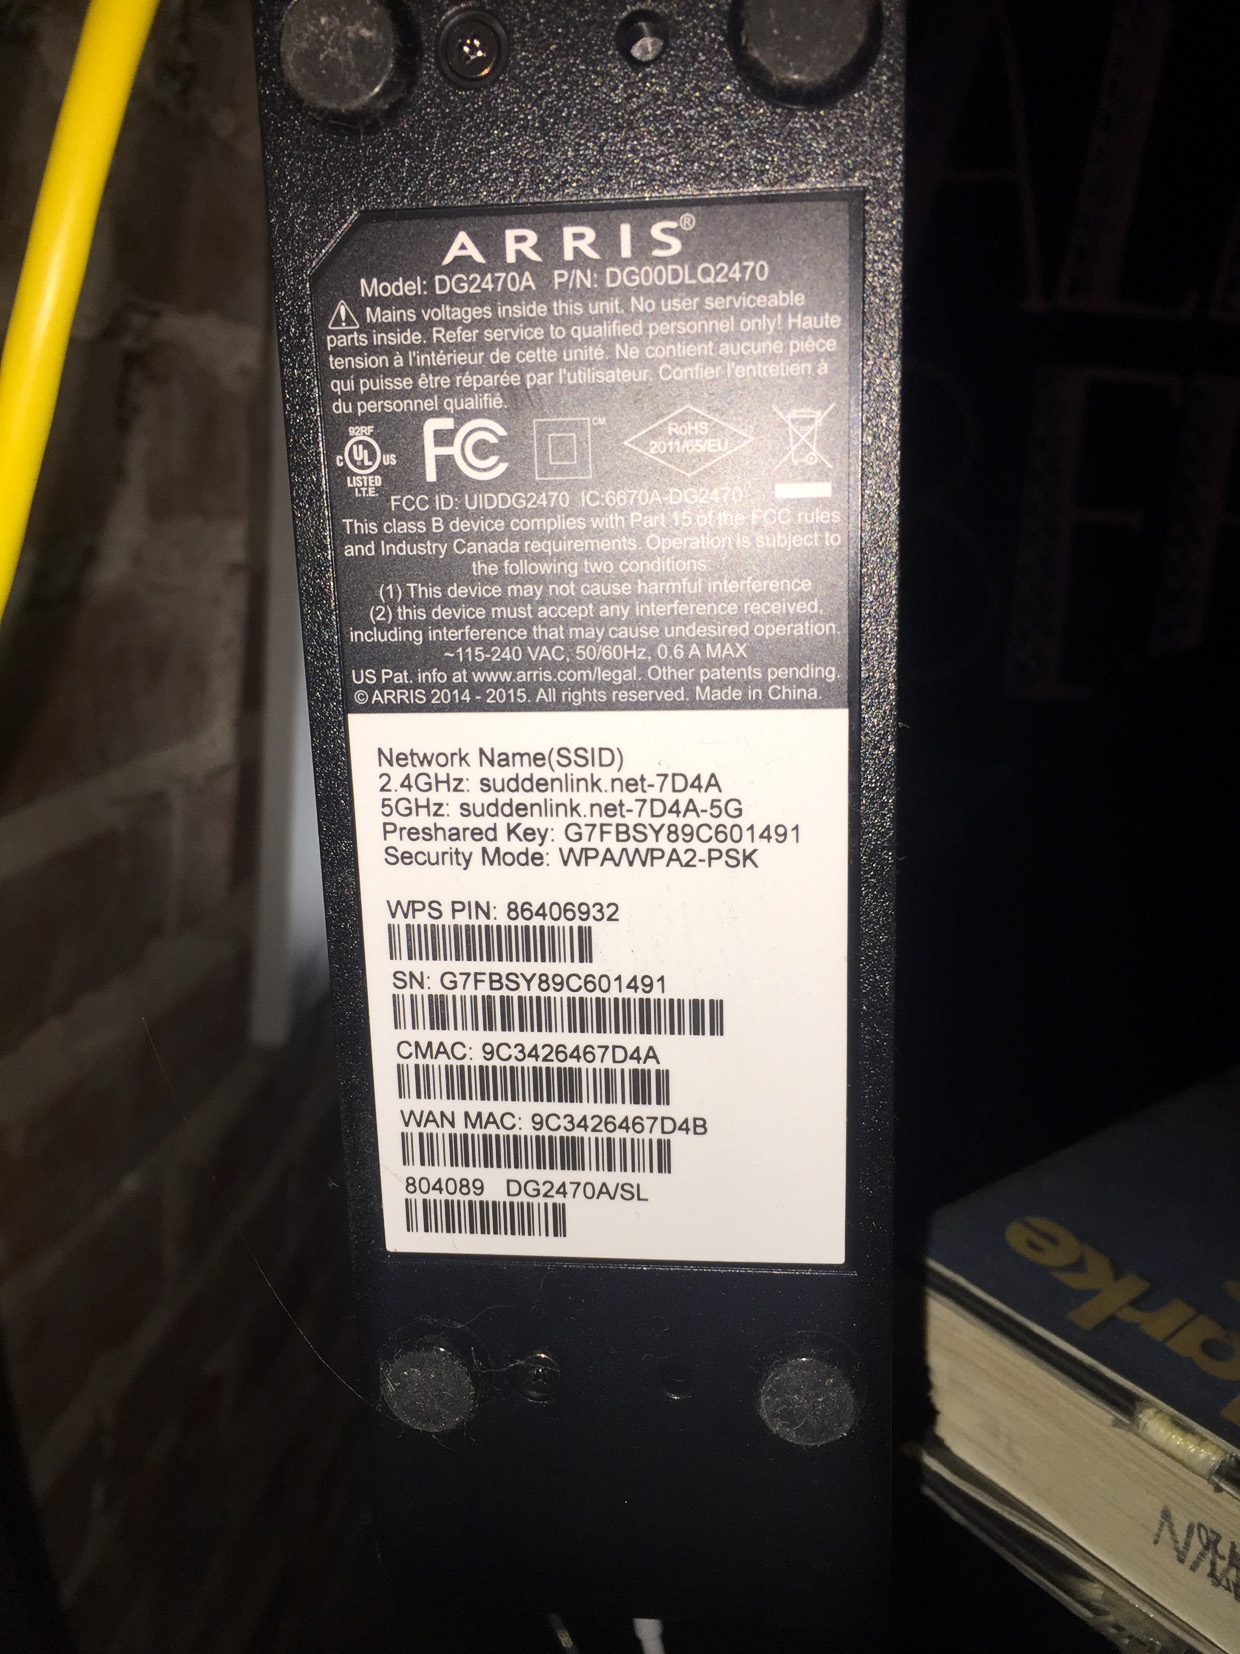 ARRIS®
Model: DG2470A P/N: DG00DLQ2470
Mains voltages inside this unit. No user serviceable
parts inside. Refer service to qualified personnel only! Haute
tension à l'intérieur de cette unité. Ne contient aucune pièce
qui puisse être réparée par l'utilisateur. Confier l'entretien à
du personnel qualifié.
92RF
C UL US
LISTED
I.T.E.
FC
CM
RoHS
2011/65/EU
FCC ID: UIDDG2470 IC:6670A-DG2470
This class B device complies with Part 15 of the FCC rules
and Industry Canada requirements. Operation is subject to
the following two conditions:
(1) This device may not cause harmful interference
(2) this device must accept any interference received,
including interference that may cause undesired operation.
~115-240 VAC, 50/60Hz, 0.6 A MAX
US Pat. info at www.arris.com/legal. Other patents pending.
© ARRIS 2014 - 2015. All rights reserved. Made in China.
Network Name(SSID)
2.4GHz: suddenlink.net-7D4A
5GHz: suddenlink.net-7D4A-5G
Preshared Key: G7FBSY89C601491
Security Mode: WPA/WPA2-PSK
WPS PIN: 86406932
SN: G7FBSY89C601491
CMAC: 9C3426467D4A
WAN MAC: 9C3426467D4B
804089 DG2470A/SL
arke